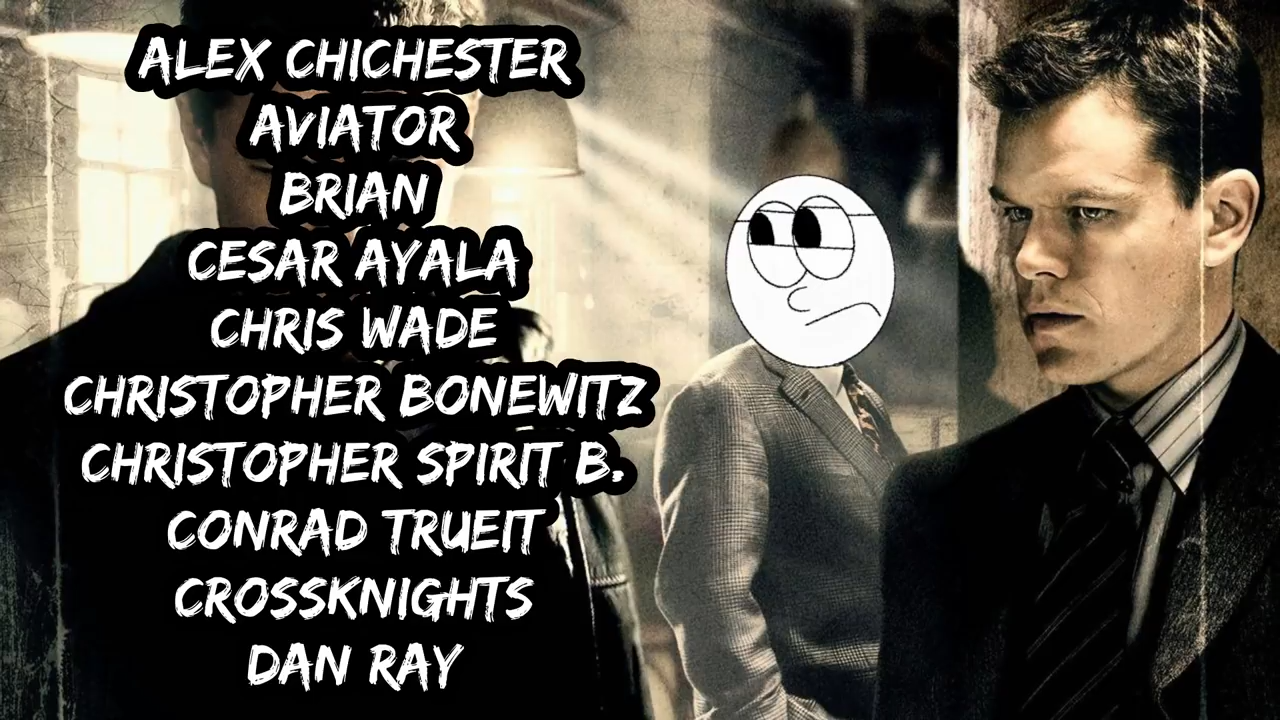 ALEX CHICHESTER
AVIATOR
BRIAN
CESAR AYALA
CHRIS WADE
CHRISTOPHER BONEWITZ
CHRISTOPHER SPIRIT B.
CONRAD TRUEIT
CROSSKNIGHTS
DAN RAY